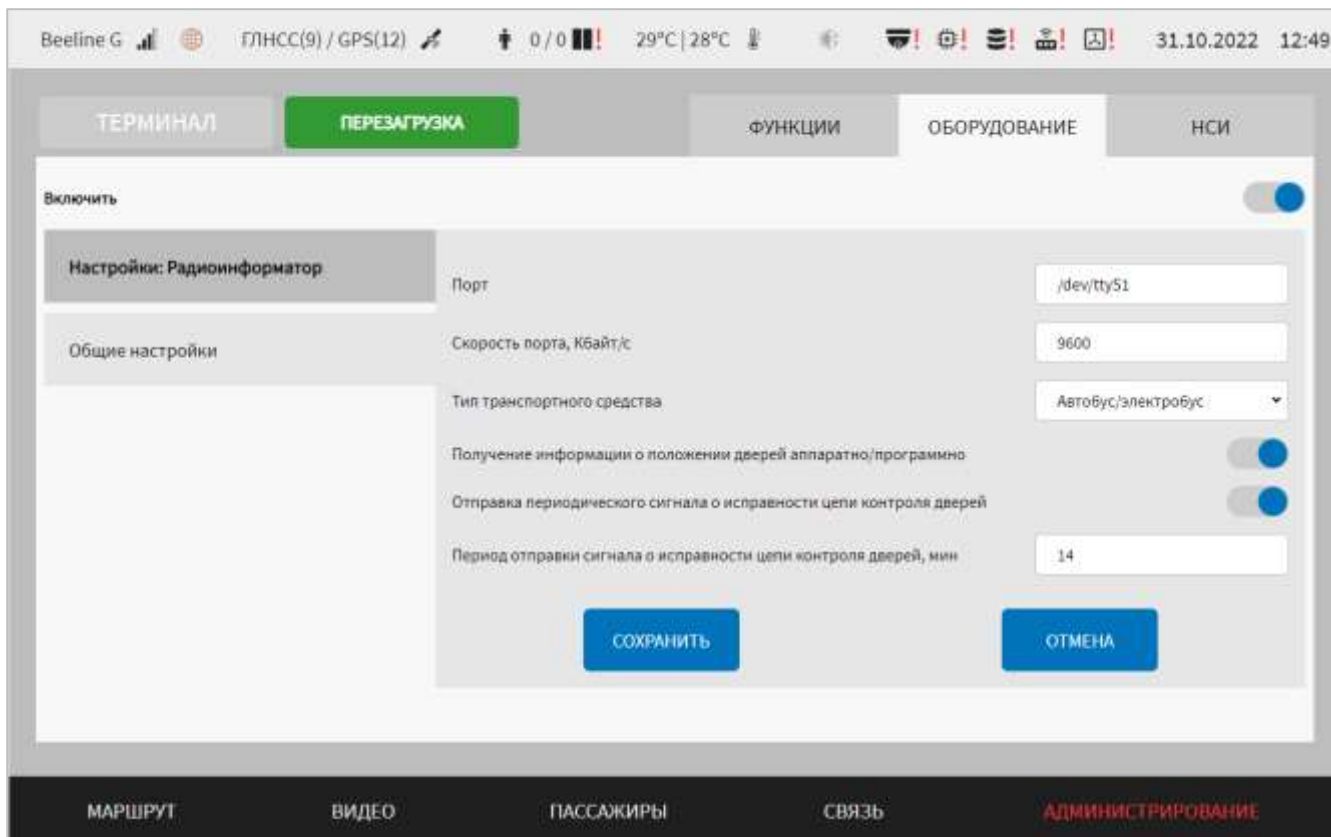 Beeline G ГЛНСС(9) / GPS(12) 0 / 0 ! 29°C | 28°C ! ! ! ! ! 31.10.2022 12:49
ТЕРМИНАЛ ПЕРЕЗАГРУЗКА ФУНКЦИИ ОБОРУДОВАНИЕ НСИ
Включить
Настройки: Радиоинформатор
Общие настройки
Порт /dev/ttyS1
Скорость порта, Кбайт/с 9600
Тип транспортного средства Автобус/электробус
Получение информации о положении дверей аппаратно/программно
Отправка периодического сигнала о исправности цепи контроля дверей
Период отправки сигнала о исправности цепи контроля дверей, мин 14
СОХРАНИТЬ ОТМЕНА
МАРШРУТ ВИДЕО ПАССАЖИРЫ СВЯЗЬ АДМИНИСТРИРОВАНИЕ